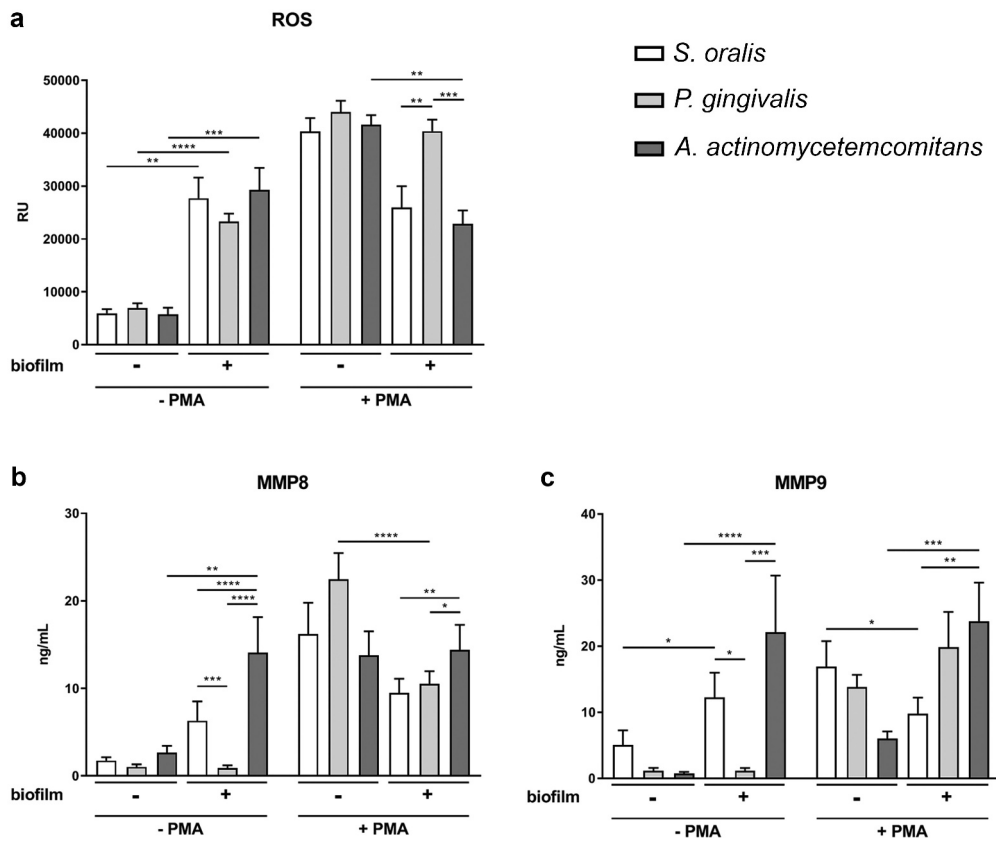 a
ROS
S. oralis
P. gingivalis
A. actinomycetemcomitans
50000
40000
30000
20000
10000
0
RU
** **** *** ** ** ***
biofilm - + - +
- PMA + PMA
b
MMP8
30
20
10
0
ng/mL
*** ** **** **** **** ** *
biofilm - + - +
- PMA + PMA
c
MMP9
40
30
20
10
0
ng/mL
* * **** *** * *** **
biofilm - + - +
- PMA + PMA